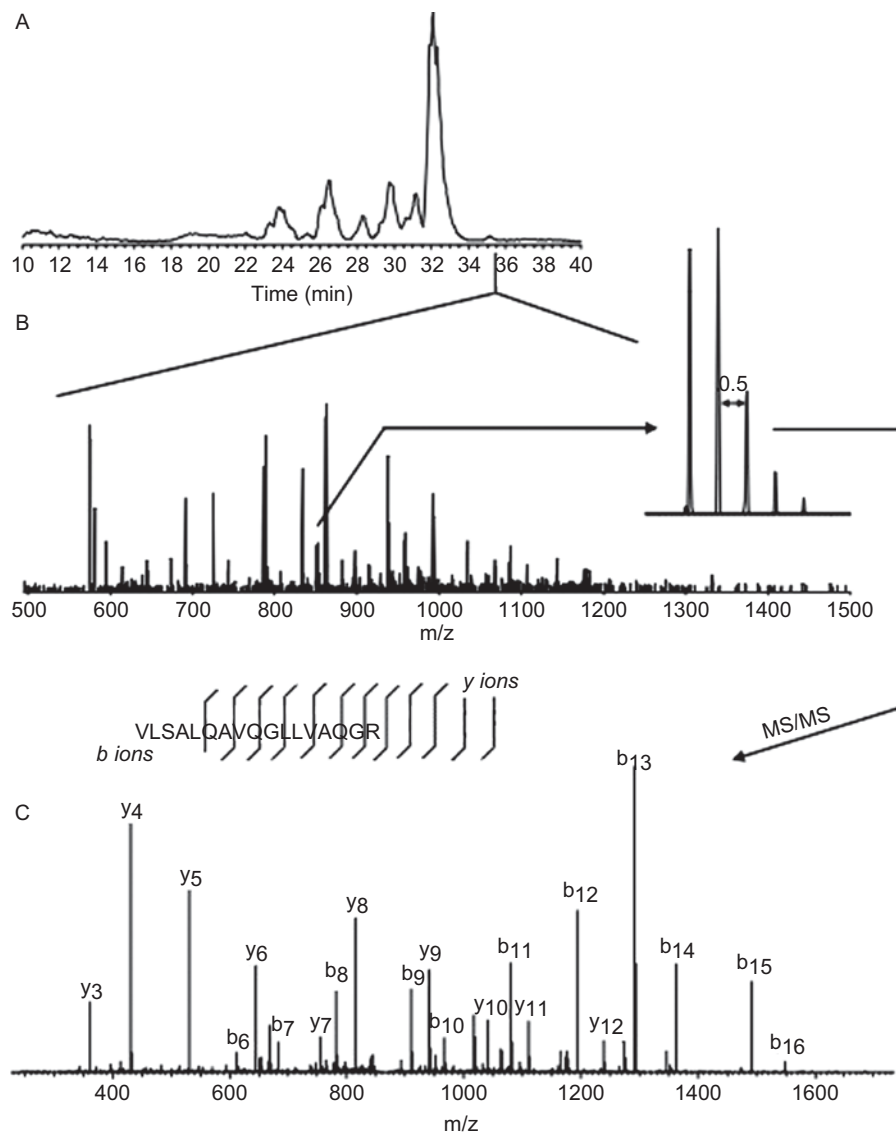 A
10 12 14 16 18 20 22 24 26 28 30 32 34 36 38 40
Time (min)
B
0.5
500 600 700 800 900 1000 1100 1200 1300 1400 1500
m/z
y ions
VLSALQAVQGLLVAQGR
b ions
MS/MS
C
y3
y4
y5
b6
y6
b7
y7
b8
y8
b9
y9
b10
y10
b11
y11
b12
y12
b13
b14
b15
b16
400 600 800 1000 1200 1400 1600
m/z